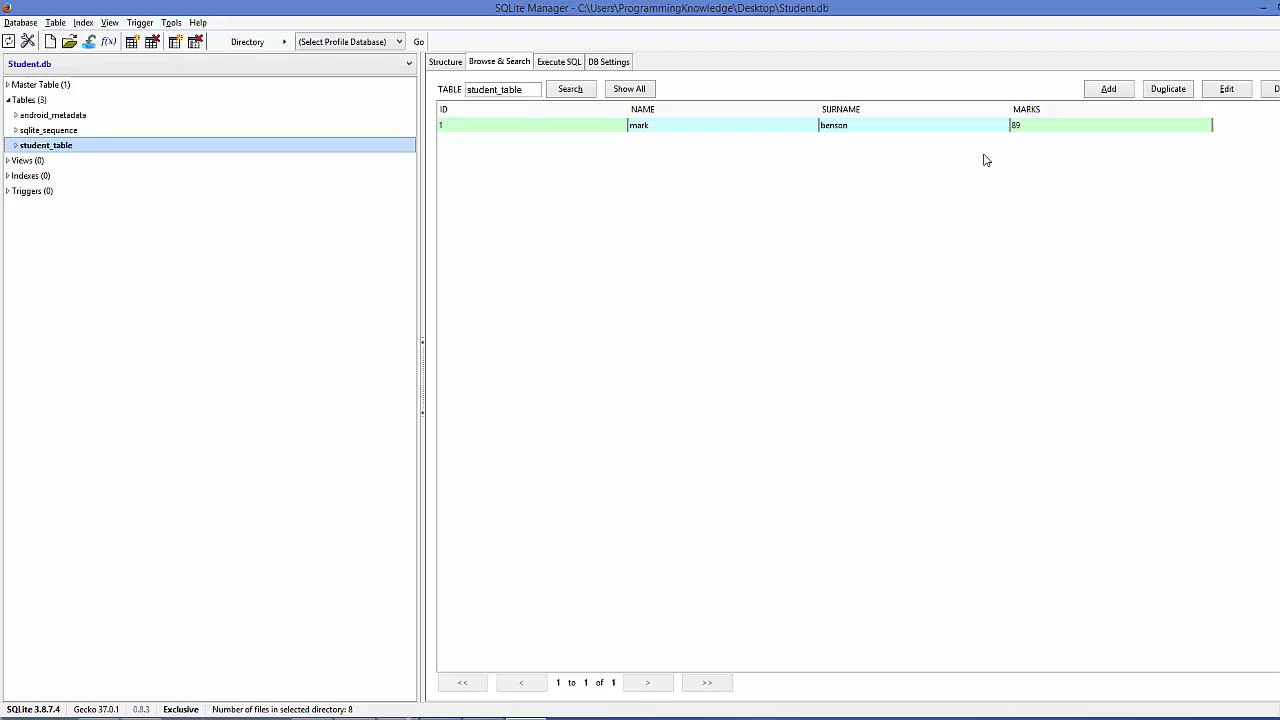 SQLite Manager - C:\Users\ProgrammingKnowledge\Desktop\Student.db
Database Table Index View Trigger Tools Help
f(x) Directory (Select Profile Database) Go
Student.db
Master Table (1)
Tables (3)
android_metadata
sqlite_sequence
student_table
Views (0)
Indexes (0)
Triggers (0)
Structure Browse & Search Execute SQL DB Settings
TABLE student_table Search Show All Add Duplicate Edit D
ID NAME SURNAME MARKS
1 mark benson 89
<< < 1 to 1 of 1 > >>
SQLite 3.8.7.4 Gecko 37.0.1 0.8.3 Exclusive Number of files in selected directory: 8